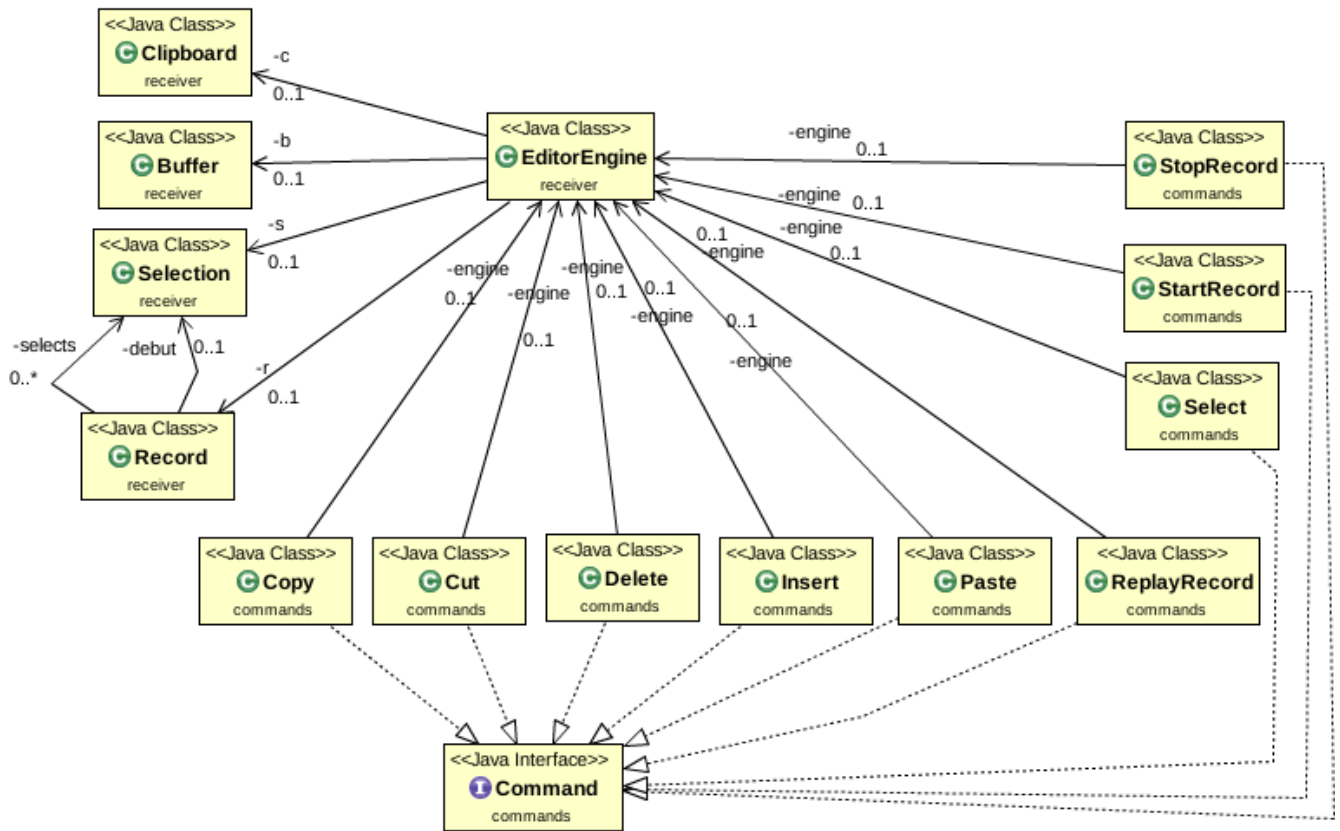 <<Java Class>>
C Clipboard
receiver
-c
0..1
<<Java Class>>
C Buffer
receiver
-b
0..1
<<Java Class>>
C EditorEngine
receiver
-engine
0..1
<<Java Class>>
C StopRecord
commands
<<Java Class>>
C Selection
receiver
-s
0..1
-engine
0..1
<<Java Class>>
C StartRecord
commands
-engine
0..1
-selects
0..*
-debut
0..1
-r
0..1
<<Java Class>>
C Record
receiver
-engine
0..1
-engine
0..1
-engine
0..1
0..1
-engine
0..1
-engine
0..1
-engine
<<Java Class>>
C Select
commands
<<Java Class>>
C Copy
commands
<<Java Class>>
C Cut
commands
<<Java Class>>
C Delete
commands
<<Java Class>>
C Insert
commands
<<Java Class>>
C Paste
commands
<<Java Class>>
C ReplayRecord
commands
<<Java Interface>>
I Command
commands